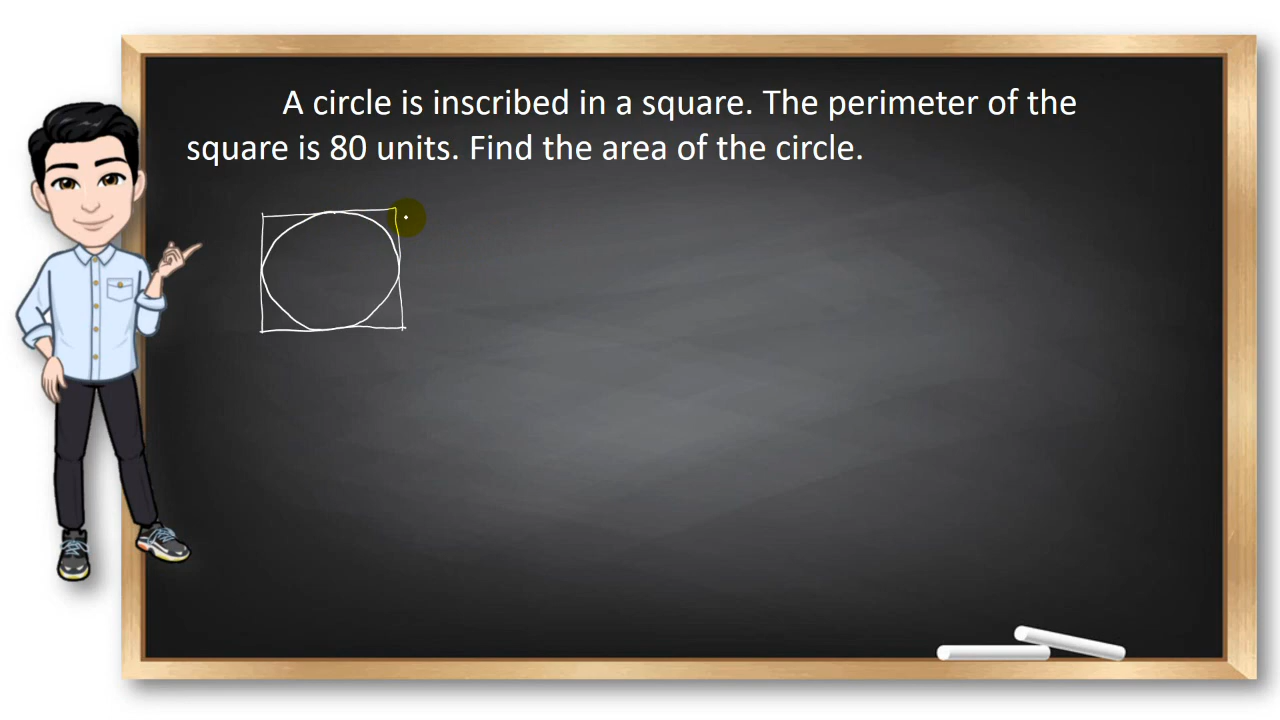 A circle is inscribed in a square. The perimeter of the
square is 80 units. Find the area of the circle.